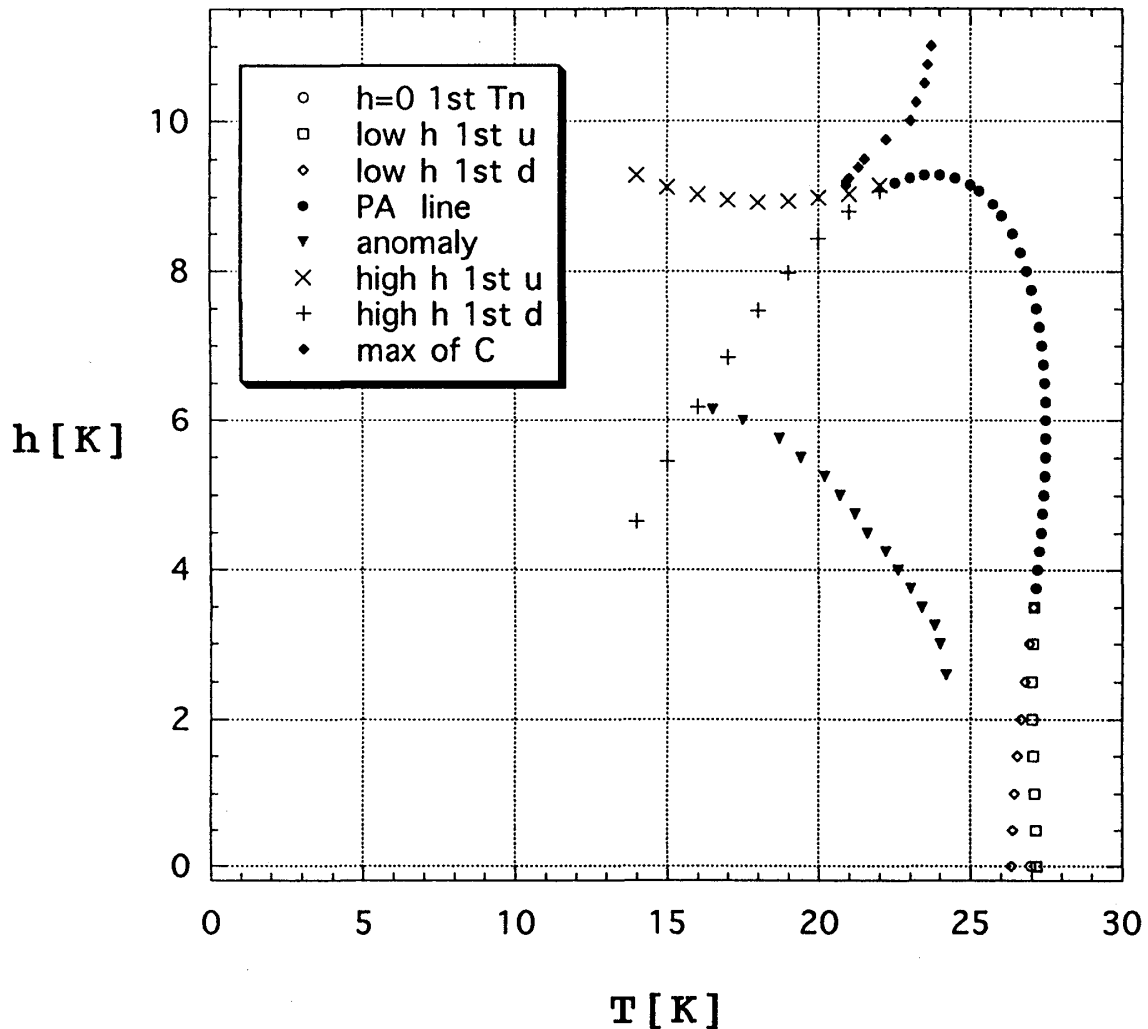 h=0 1st Tn
low h 1st u
low h 1st d
PA line
anomaly
high h 1st u
high h 1st d
max of C
10
8
6
4
2
0
h[K]
0 5 10 15 20 25 30
T[K]